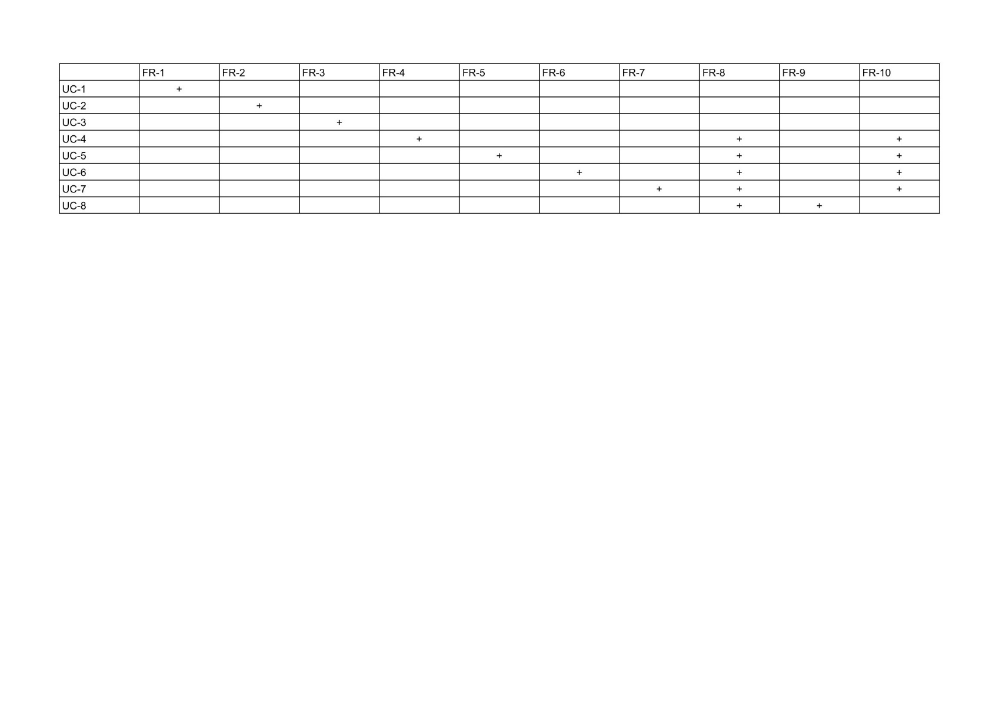 FR-1 FR-2 FR-3 FR-4 FR-5 FR-6 FR-7 FR-8 FR-9 FR-10
UC-1 +
UC-2 +
UC-3 +
UC-4 + + +
UC-5 + + +
UC-6 + + +
UC-7 + + +
UC-8 + +